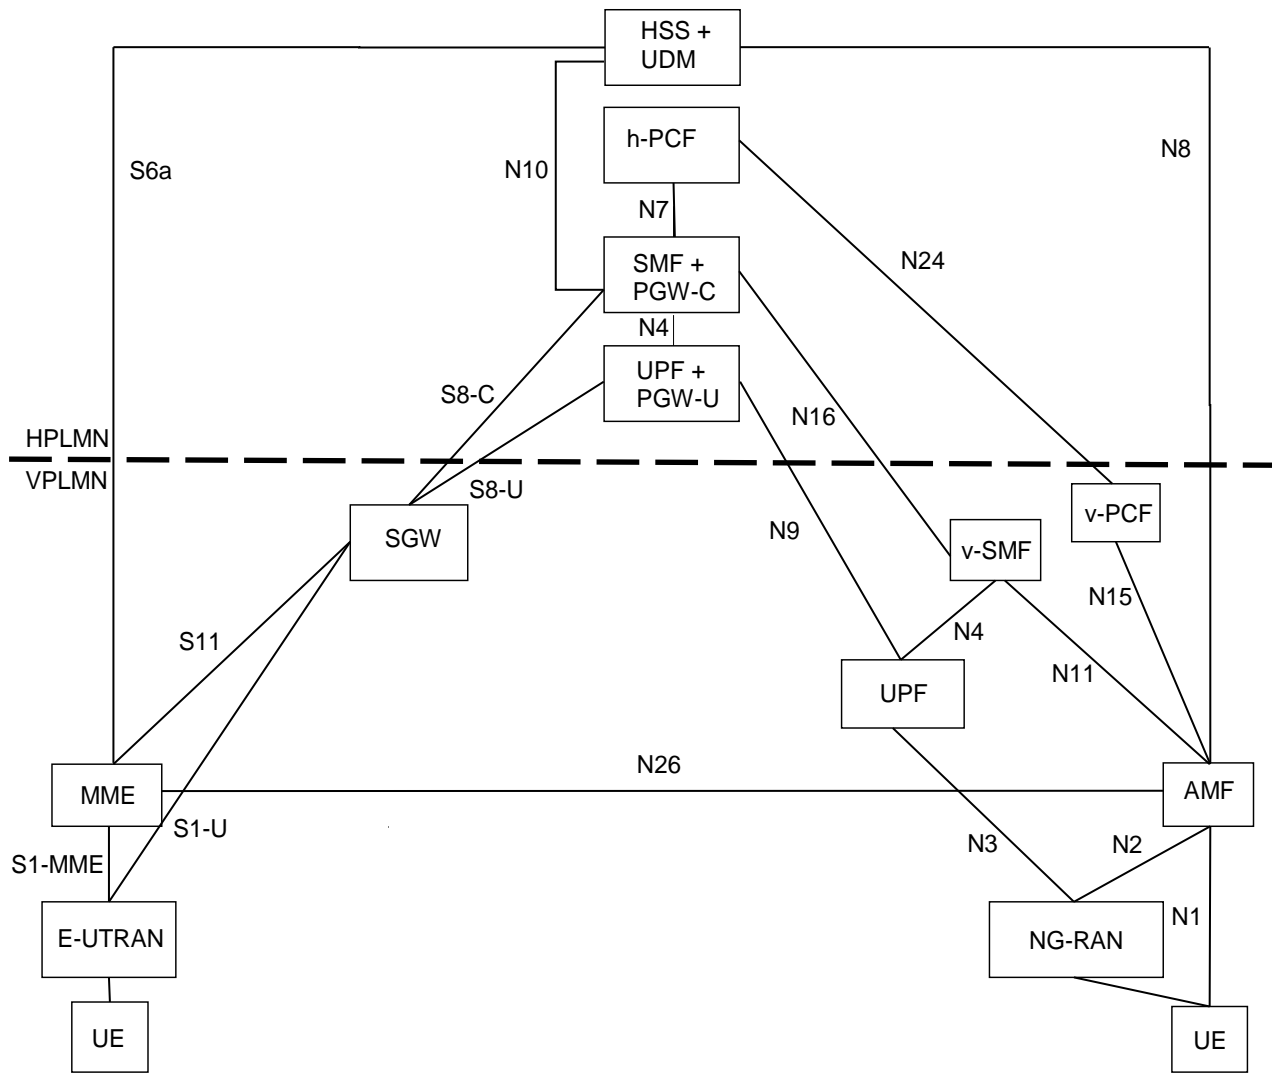 HSS +
UDM
h-PCF
N8
S6a
N10
N7
N24
SMF +
PGW-C
N4
UPF +
PGW-U
S8-C
N16
HPLMN
VPLMN
S8-U
v-PCF
SGW
N9
v-SMF
N15
S11
N4
N11
UPF
N26
MME
AMF
S1-U
N3
N2
S1-MME
N1
E-UTRAN
NG-RAN
UE
UE